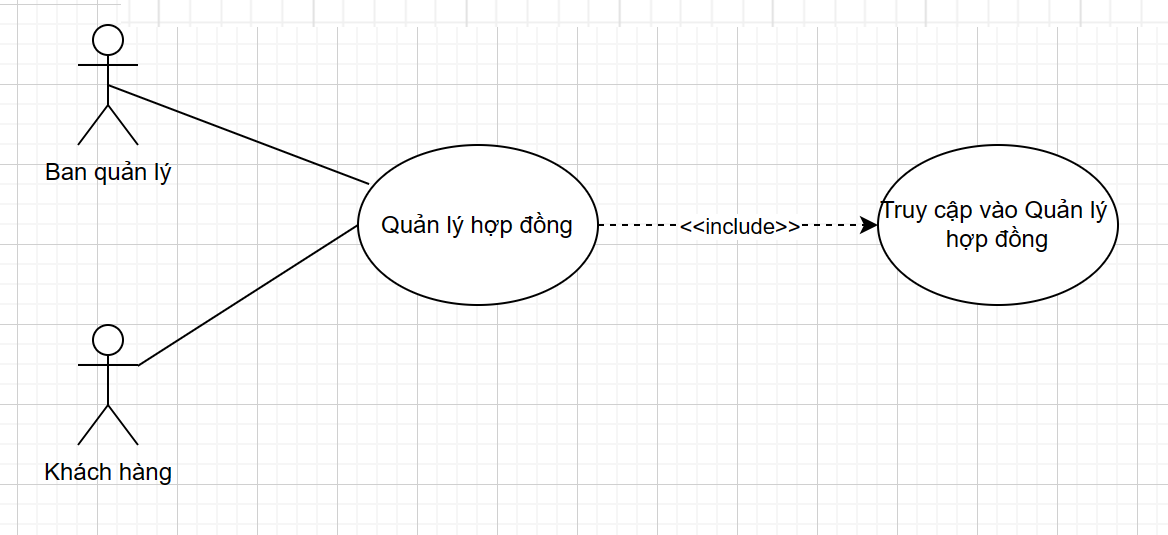 Ban quản lý
Quản lý hợp đồng
<<include>>
Truy cập vào Quản lý
hợp đồng
Khách hàng